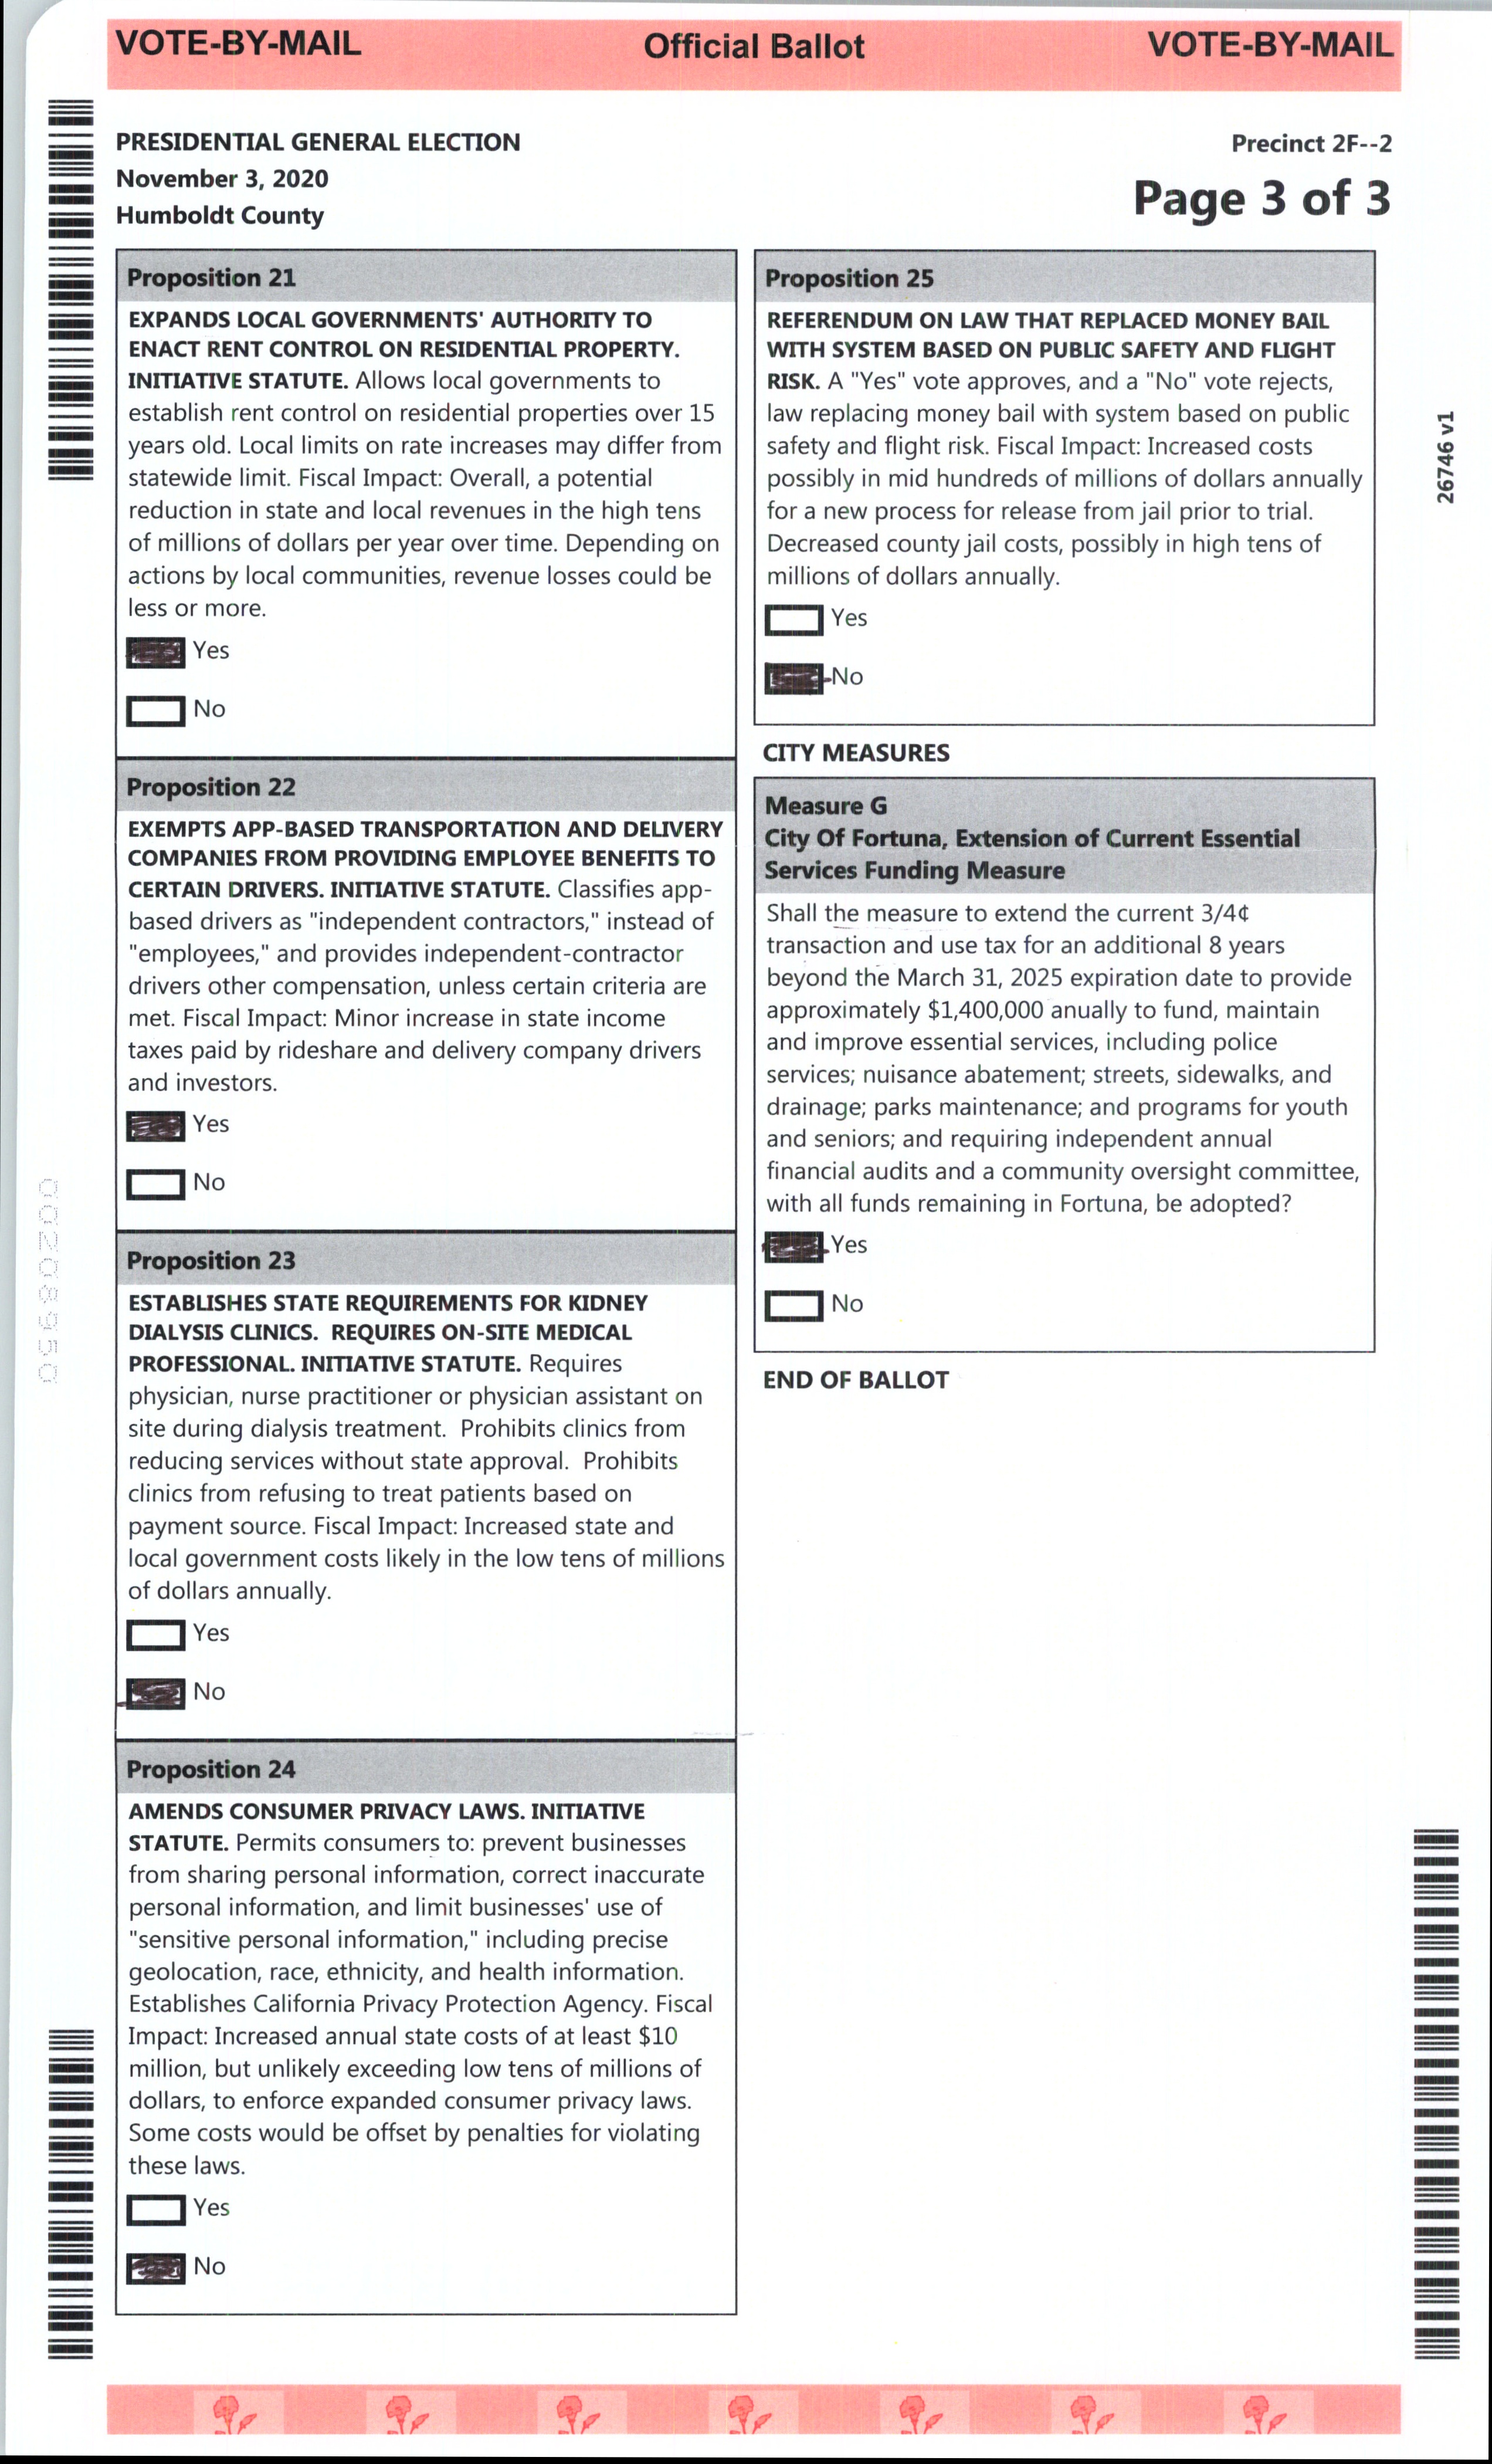 VOTE-BY-MAIL Official Ballot VOTE-BY-MAIL
PRESIDENTIAL GENERAL ELECTION
November 3, 2020
Humboldt County
Precinct 2F--2
Page 3 of 3
Proposition 21
EXPANDS LOCAL GOVERNMENTS' AUTHORITY TO
ENACT RENT CONTROL ON RESIDENTIAL PROPERTY.
INITIATIVE STATUTE. Allows local governments to
establish rent control on residential properties over 15
years old. Local limits on rate increases may differ from
statewide limit. Fiscal Impact: Overall, a potential
reduction in state and local revenues in the high tens
of millions of dollars per year over time. Depending on
actions by local communities, revenue losses could be
less or more.
Yes
No
Proposition 22
EXEMPTS APP-BASED TRANSPORTATION AND DELIVERY
COMPANIES FROM PROVIDING EMPLOYEE BENEFITS TO
CERTAIN DRIVERS. INITIATIVE STATUTE. Classifies app-
based drivers as "independent contractors," instead of
"employees," and provides independent-contractor
drivers other compensation, unless certain criteria are
met. Fiscal Impact: Minor increase in state income
taxes paid by rideshare and delivery company drivers
and investors.
Yes
No
Proposition 23
ESTABLISHES STATE REQUIREMENTS FOR KIDNEY
DIALYSIS CLINICS. REQUIRES ON-SITE MEDICAL
PROFESSIONAL. INITIATIVE STATUTE. Requires
physician, nurse practitioner or physician assistant on
site during dialysis treatment. Prohibits clinics from
reducing services without state approval. Prohibits
clinics from refusing to treat patients based on
payment source. Fiscal Impact: Increased state and
local government costs likely in the low tens of millions
of dollars annually.
Yes
No
Proposition 24
AMENDS CONSUMER PRIVACY LAWS. INITIATIVE
STATUTE. Permits consumers to: prevent businesses
from sharing personal information, correct inaccurate
personal information, and limit businesses' use of
"sensitive personal information," including precise
geolocation, race, ethnicity, and health information.
Establishes California Privacy Protection Agency. Fiscal
Impact: Increased annual state costs of at least $10
million, but unlikely exceeding low tens of millions of
dollars, to enforce expanded consumer privacy laws.
Some costs would be offset by penalties for violating
these laws.
Yes
No
Proposition 25
REFERENDUM ON LAW THAT REPLACED MONEY BAIL
WITH SYSTEM BASED ON PUBLIC SAFETY AND FLIGHT
RISK. A "Yes" vote approves, and a "No" vote rejects,
law replacing money bail with system based on public
safety and flight risk. Fiscal Impact: Increased costs
possibly in mid hundreds of millions of dollars annually
for a new process for release from jail prior to trial.
Decreased county jail costs, possibly in high tens of
millions of dollars annually.
Yes
No
CITY MEASURES
Measure G
City Of Fortuna, Extension of Current Essential
Services Funding Measure
Shall the measure to extend the current 3/4¢
transaction and use tax for an additional 8 years
beyond the March 31, 2025 expiration date to provide
approximately $1,400,000 anually to fund, maintain
and improve essential services, including police
services; nuisance abatement; streets, sidewalks, and
drainage; parks maintenance; and programs for youth
and seniors; and requiring independent annual
financial audits and a community oversight committee,
with all funds remaining in Fortuna, be adopted?
Yes
No
END OF BALLOT
26746 v1